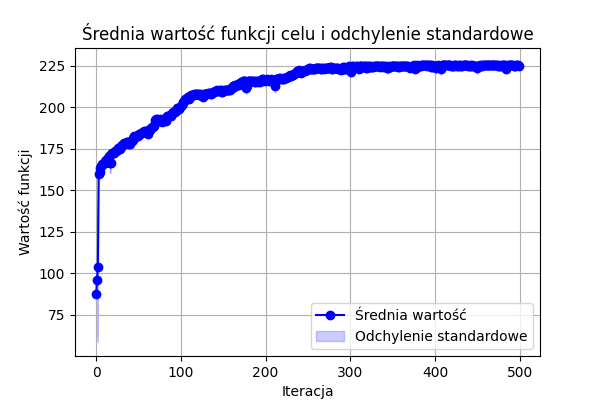 Średnia wartość funkcji celu i odchylenie standardowe
Wartość funkcji
225
200
175
150
125
100
75
0
100
200
300
400
500
Iteracja
Średnia wartość
Odchylenie standardowe